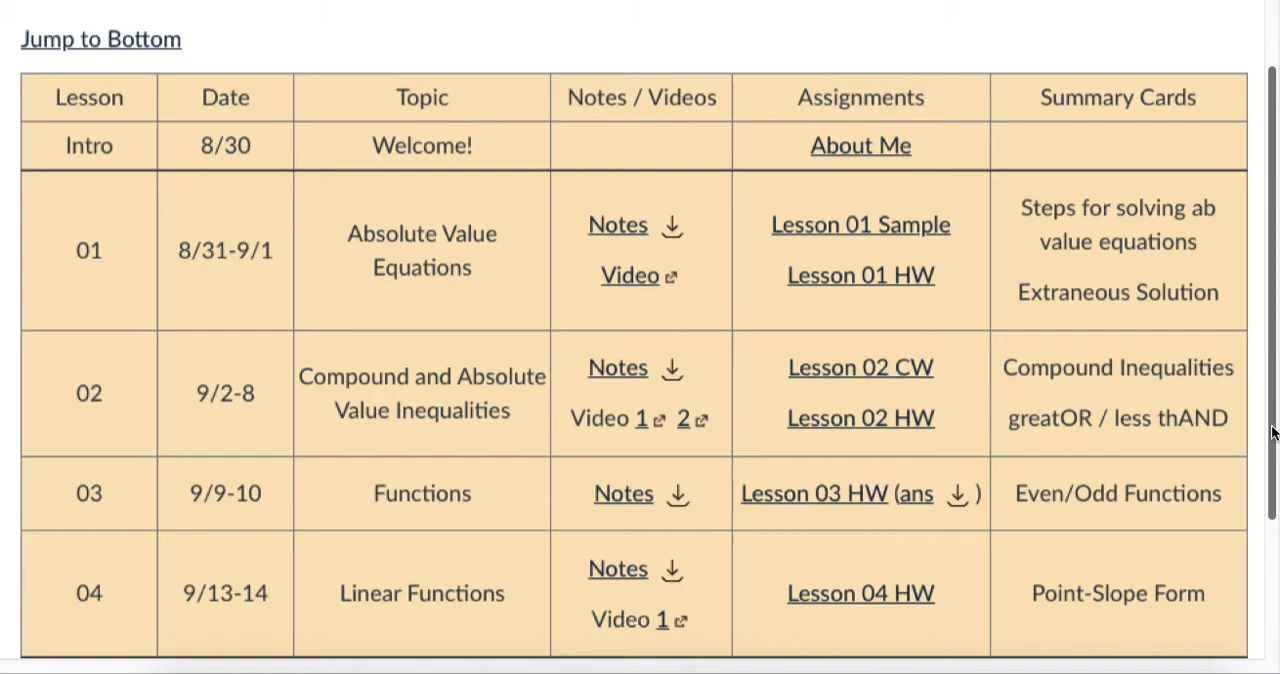 Jump to Bottom
Lesson Date Topic Notes / Videos Assignments Summary Cards
Intro 8/30 Welcome! About Me
01 8/31-9/1
Absolute Value
Equations
Notes
Video
Lesson 01 Sample
Lesson 01 HW
Steps for solving ab
value equations
Extraneous Solution
02 9/2-8
Compound and Absolute
Value Inequalities
Notes
Video 1 2
Lesson 02 CW
Lesson 02 HW
Compound Inequalities
greatOR / less thAND
03 9/9-10 Functions Notes Lesson 03 HW (ans ) Even/Odd Functions
04 9/13-14 Linear Functions
Notes
Video 1
Lesson 04 HW
Point-Slope Form